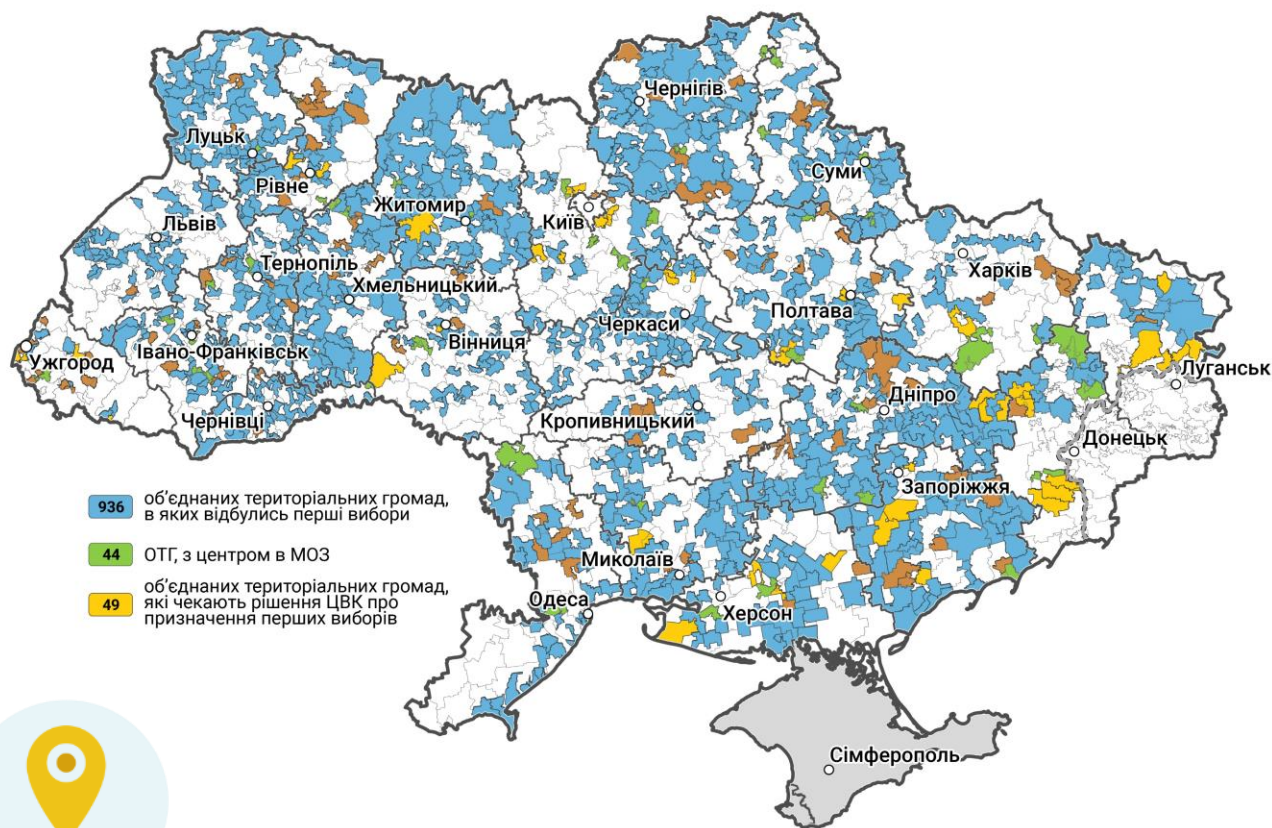 Чернігів
Луцьк
Суми
Рівне
Житомир
Київ
Львів
Харків
Тернопіль
Хмельницький
Полтава
Черкаси
Вінниця
Ужгород
Івано-Франківськ
Луганськ
Дніпро
Чернівці
Кропивницький
Донецьк
Запоріжжя
936 об’єднаних територіальних громад,
в яких відбулись перші вибори
44 ОТГ, з центром в МОЗ
Миколаїв
49 об’єднаних територіальних громад,
які чекають рішення ЦВК про
призначення перших виборів
Одеса
Херсон
Сімферополь